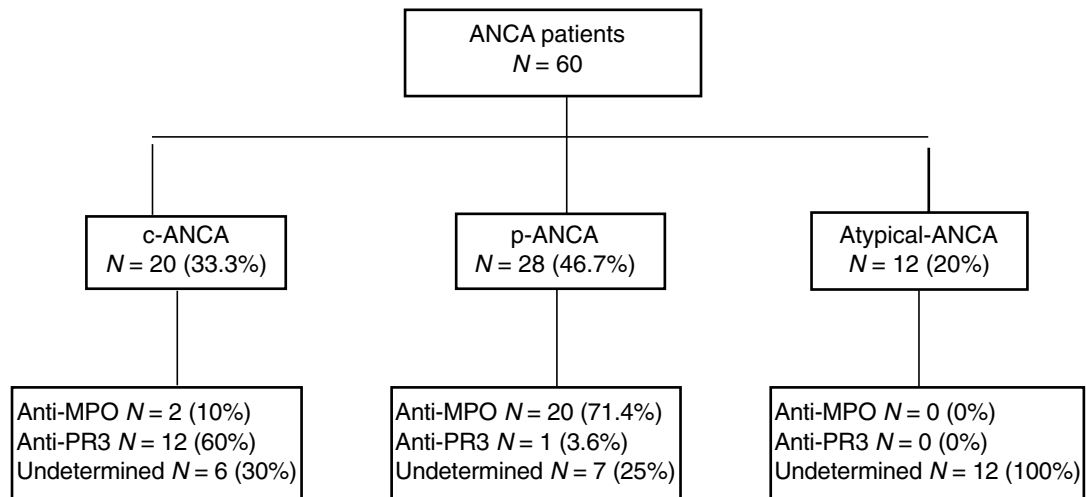 ANCA patients
N = 60
c-ANCA
N = 20 (33.3%)
p-ANCA
N = 28 (46.7%)
Atypical-ANCA
N = 12 (20%)
Anti-MPO N = 2 (10%)
Anti-PR3 N = 12 (60%)
Undetermined N = 6 (30%)
Anti-MPO N = 20 (71.4%)
Anti-PR3 N = 1 (3.6%)
Undetermined N = 7 (25%)
Anti-MPO N = 0 (0%)
Anti-PR3 N = 0 (0%)
Undetermined N = 12 (100%)